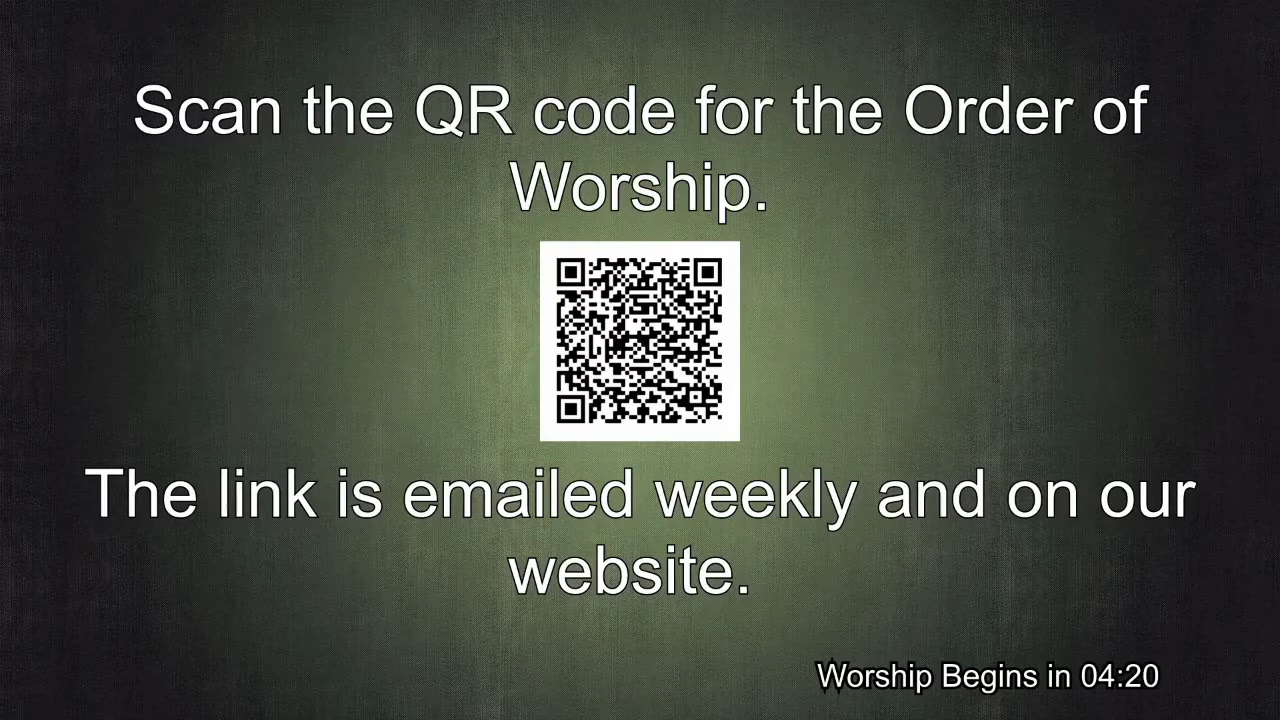 Scan the QR code for the Order of
Worship.
The link is emailed weekly and on our
website.
Worship Begins in 04:20